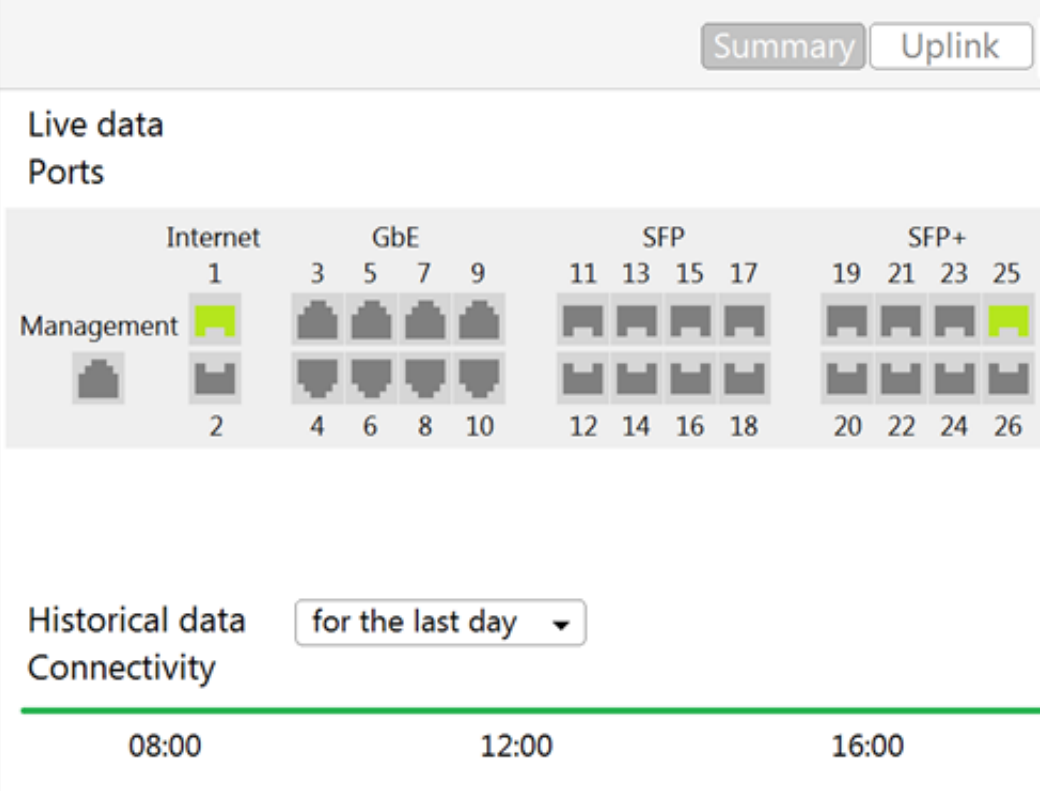 Summary Uplink
Live data
Ports
Internet GbE SFP SFP+
1 3 5 7 9 11 13 15 17 19 21 23 25
Management
2 4 6 8 10 12 14 16 18 20 22 24 26
Historical data for the last day
Connectivity
08:00 12:00 16:00